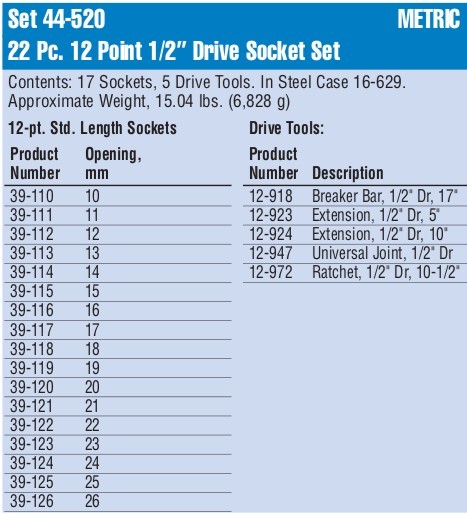 Set 44-520 METRIC
22 Pc. 12 Point 1/2" Drive Socket Set
Contents: 17 Sockets, 5 Drive Tools. In Steel Case 16-629.
Approximate Weight, 15.04 lbs. (6,828 g)
12-pt. Std. Length Sockets
Product Opening,
Number mm
39-110 10
39-111 11
39-112 12
39-113 13
39-114 14
39-115 15
39-116 16
39-117 17
39-118 18
39-119 19
39-120 20
39-121 21
39-122 22
39-123 23
39-124 24
39-125 25
39-126 26
Drive Tools:
Product
Number Description
12-918 Breaker Bar, 1/2" Dr, 17"
12-923 Extension, 1/2" Dr, 5"
12-924 Extension, 1/2" Dr, 10"
12-947 Universal Joint, 1/2" Dr
12-972 Ratchet, 1/2" Dr, 10-1/2"